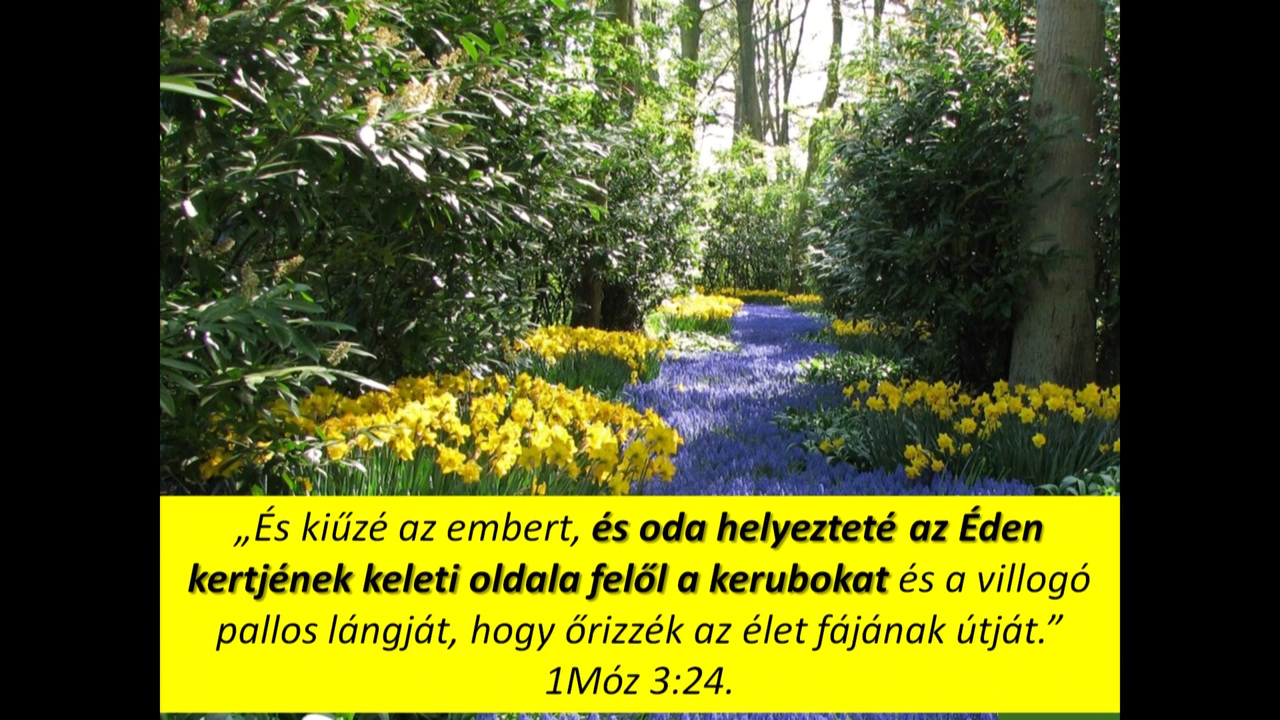 „És kiűzé az embert, és oda helyezteté az Éden
kertjének keleti oldala felől a kerubokat és a villogó
pallos lángját, hogy őrizzék az élet fájának útját.”
1Móz 3:24.